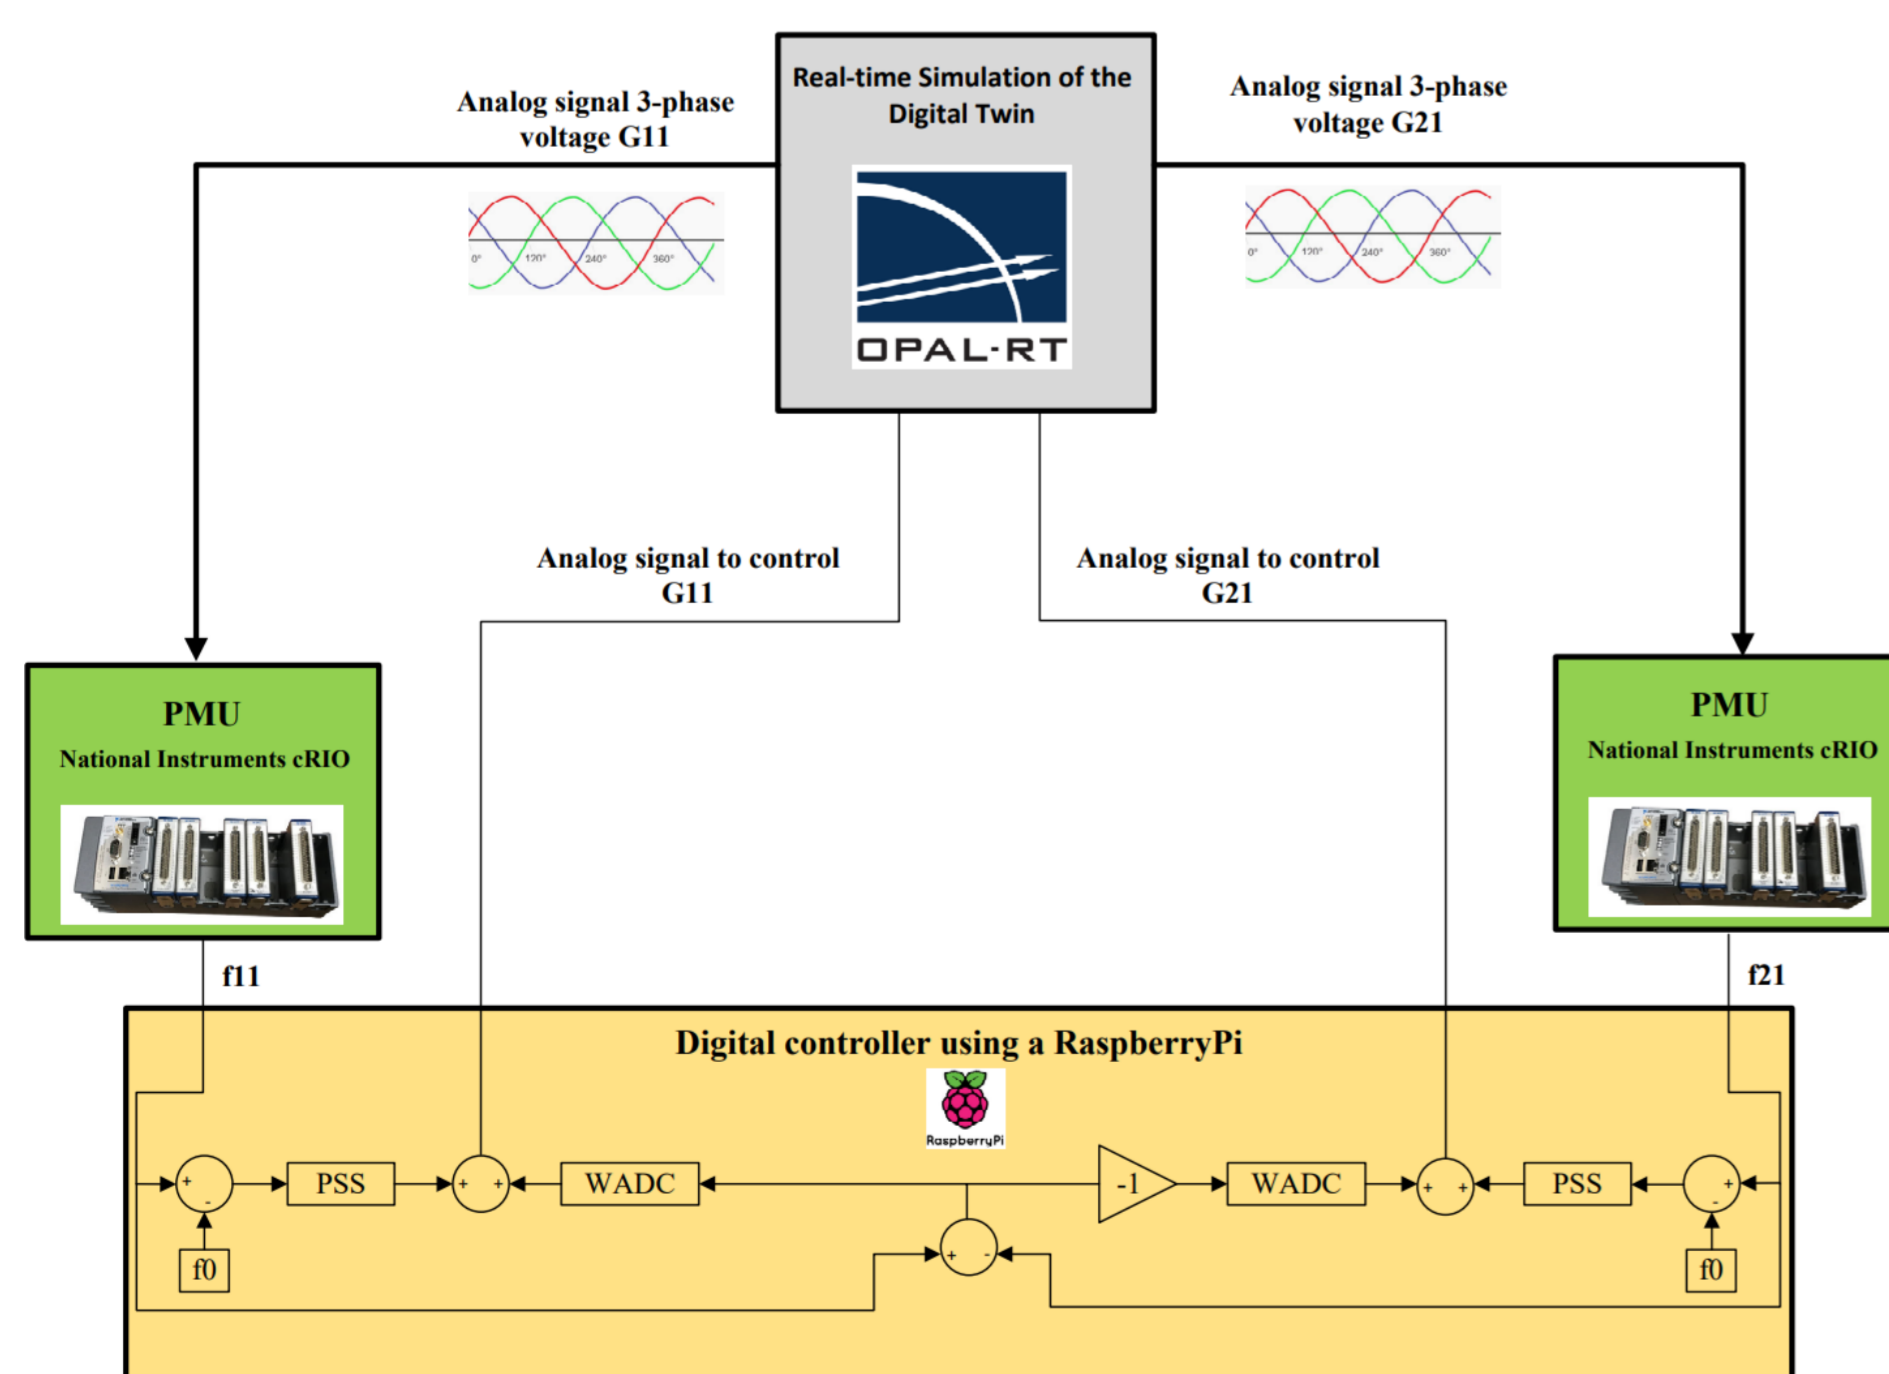 Real-time Simulation of the
Digital Twin
OPAL-RT
Analog signal 3-phase
voltage G11
0° 120° 240° 360°
Analog signal 3-phase
voltage G21
0° 120° 240° 360°
Analog signal to control
G11
Analog signal to control
G21
PMU
National Instruments cRIO
PMU
National Instruments cRIO
f11
f21
Digital controller using a RaspberryPi
RaspberryPi
+
-
PSS
+ +
WADC
-1
WADC
+ +
PSS
+
-
+ -
f0
f0